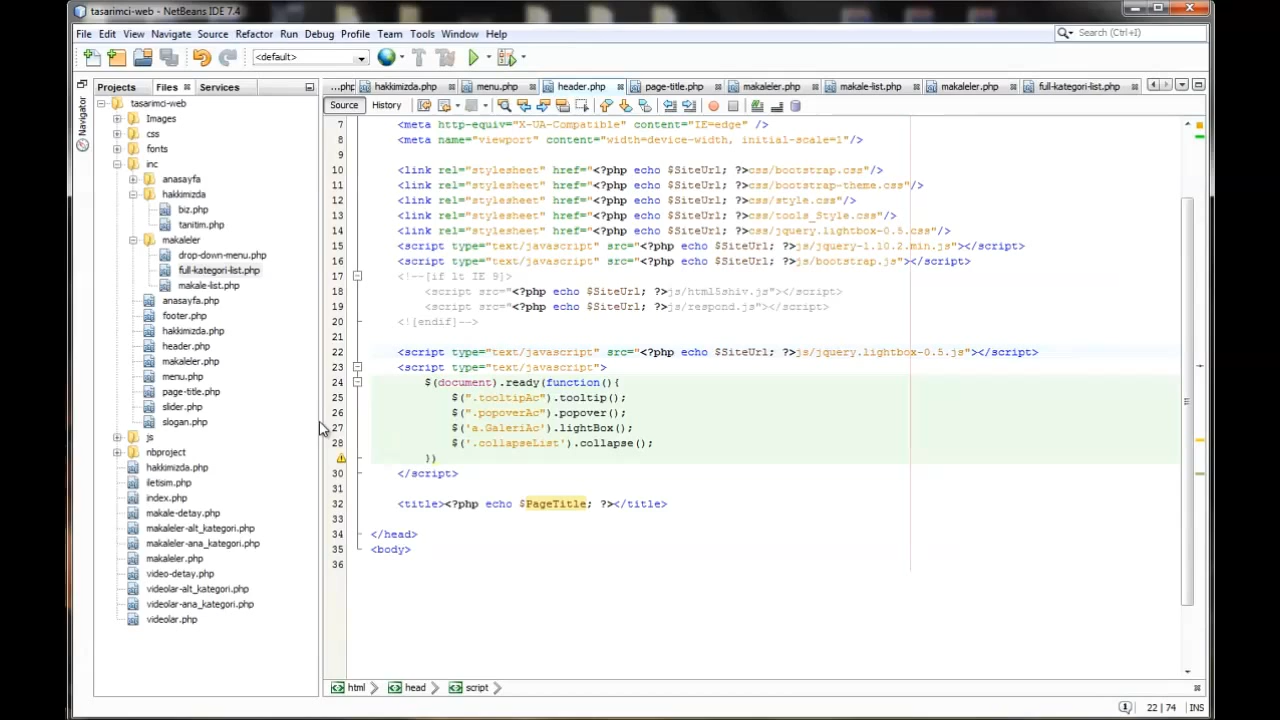 tasarimci-web - NetBeans IDE 7.4
File Edit View Navigate Source Refactor Run Debug Profile Team Tools Window Help
Search (Ctrl+I)
<default>
Projects Files Services
...php hakkimizda.php menu.php header.php page-title.php makaleler.php makale-list.php makaleler.php full-kategori-list.php
Source History
Navigator
tasarimci-web
Images
css
fonts
inc
anasayfa
hakkimizda
biz.php
tanitim.php
makaleler
drop-down-menu.php
full-kategori-list.php
makale-list.php
anasayfa.php
footer.php
hakkimizda.php
header.php
makaleler.php
menu.php
page-title.php
slider.php
slogan.php
js
nbproject
hakkimizda.php
iletisim.php
index.php
makale-detay.php
makaleler-alt_kategori.php
makaleler-ana_kategori.php
makaleler.php
video-detay.php
videolar-alt_kategori.php
videolar-ana_kategori.php
videolar.php
7 <meta http-equiv="X-UA-Compatible" content="IE=edge" />
8 <meta name="viewport" content="width=device-width, initial-scale=1"/>
9
10 <link rel="stylesheet" href="<?php echo $SiteUrl; ?>css/bootstrap.css"/>
11 <link rel="stylesheet" href="<?php echo $SiteUrl; ?>css/bootstrap-theme.css"/>
12 <link rel="stylesheet" href="<?php echo $SiteUrl; ?>css/style.css"/>
13 <link rel="stylesheet" href="<?php echo $SiteUrl; ?>css/tools_Style.css"/>
14 <link rel="stylesheet" href="<?php echo $SiteUrl; ?>css/jquery.lightbox-0.5.css"/>
15 <script type="text/javascript" src="<?php echo $SiteUrl; ?>js/jquery-1.10.2.min.js"></script>
16 <script type="text/javascript" src="<?php echo $SiteUrl; ?>js/bootstrap.js"></script>
17 <!--[if lt IE 9]>
18 <script src="<?php echo $SiteUrl; ?>js/html5shiv.js"></script>
19 <script src="<?php echo $SiteUrl; ?>js/respond.js"></script>
20 <![endif]-->
21
22 <script type="text/javascript" src="<?php echo $SiteUrl; ?>js/jquery.lightbox-0.5.js"></script>
23 <script type="text/javascript">
24 $(document).ready(function(){
25 $(".tooltipAc").tooltip();
26 $(".popoverAc").popover();
27 $('a.GaleriAc').lightBox();
28 $('.collapseList').collapse();
})
30 </script>
31
32 <title><?php echo $PageTitle; ?></title>
33
34 </head>
35 <body>
36
html head script
22 | 74 INS